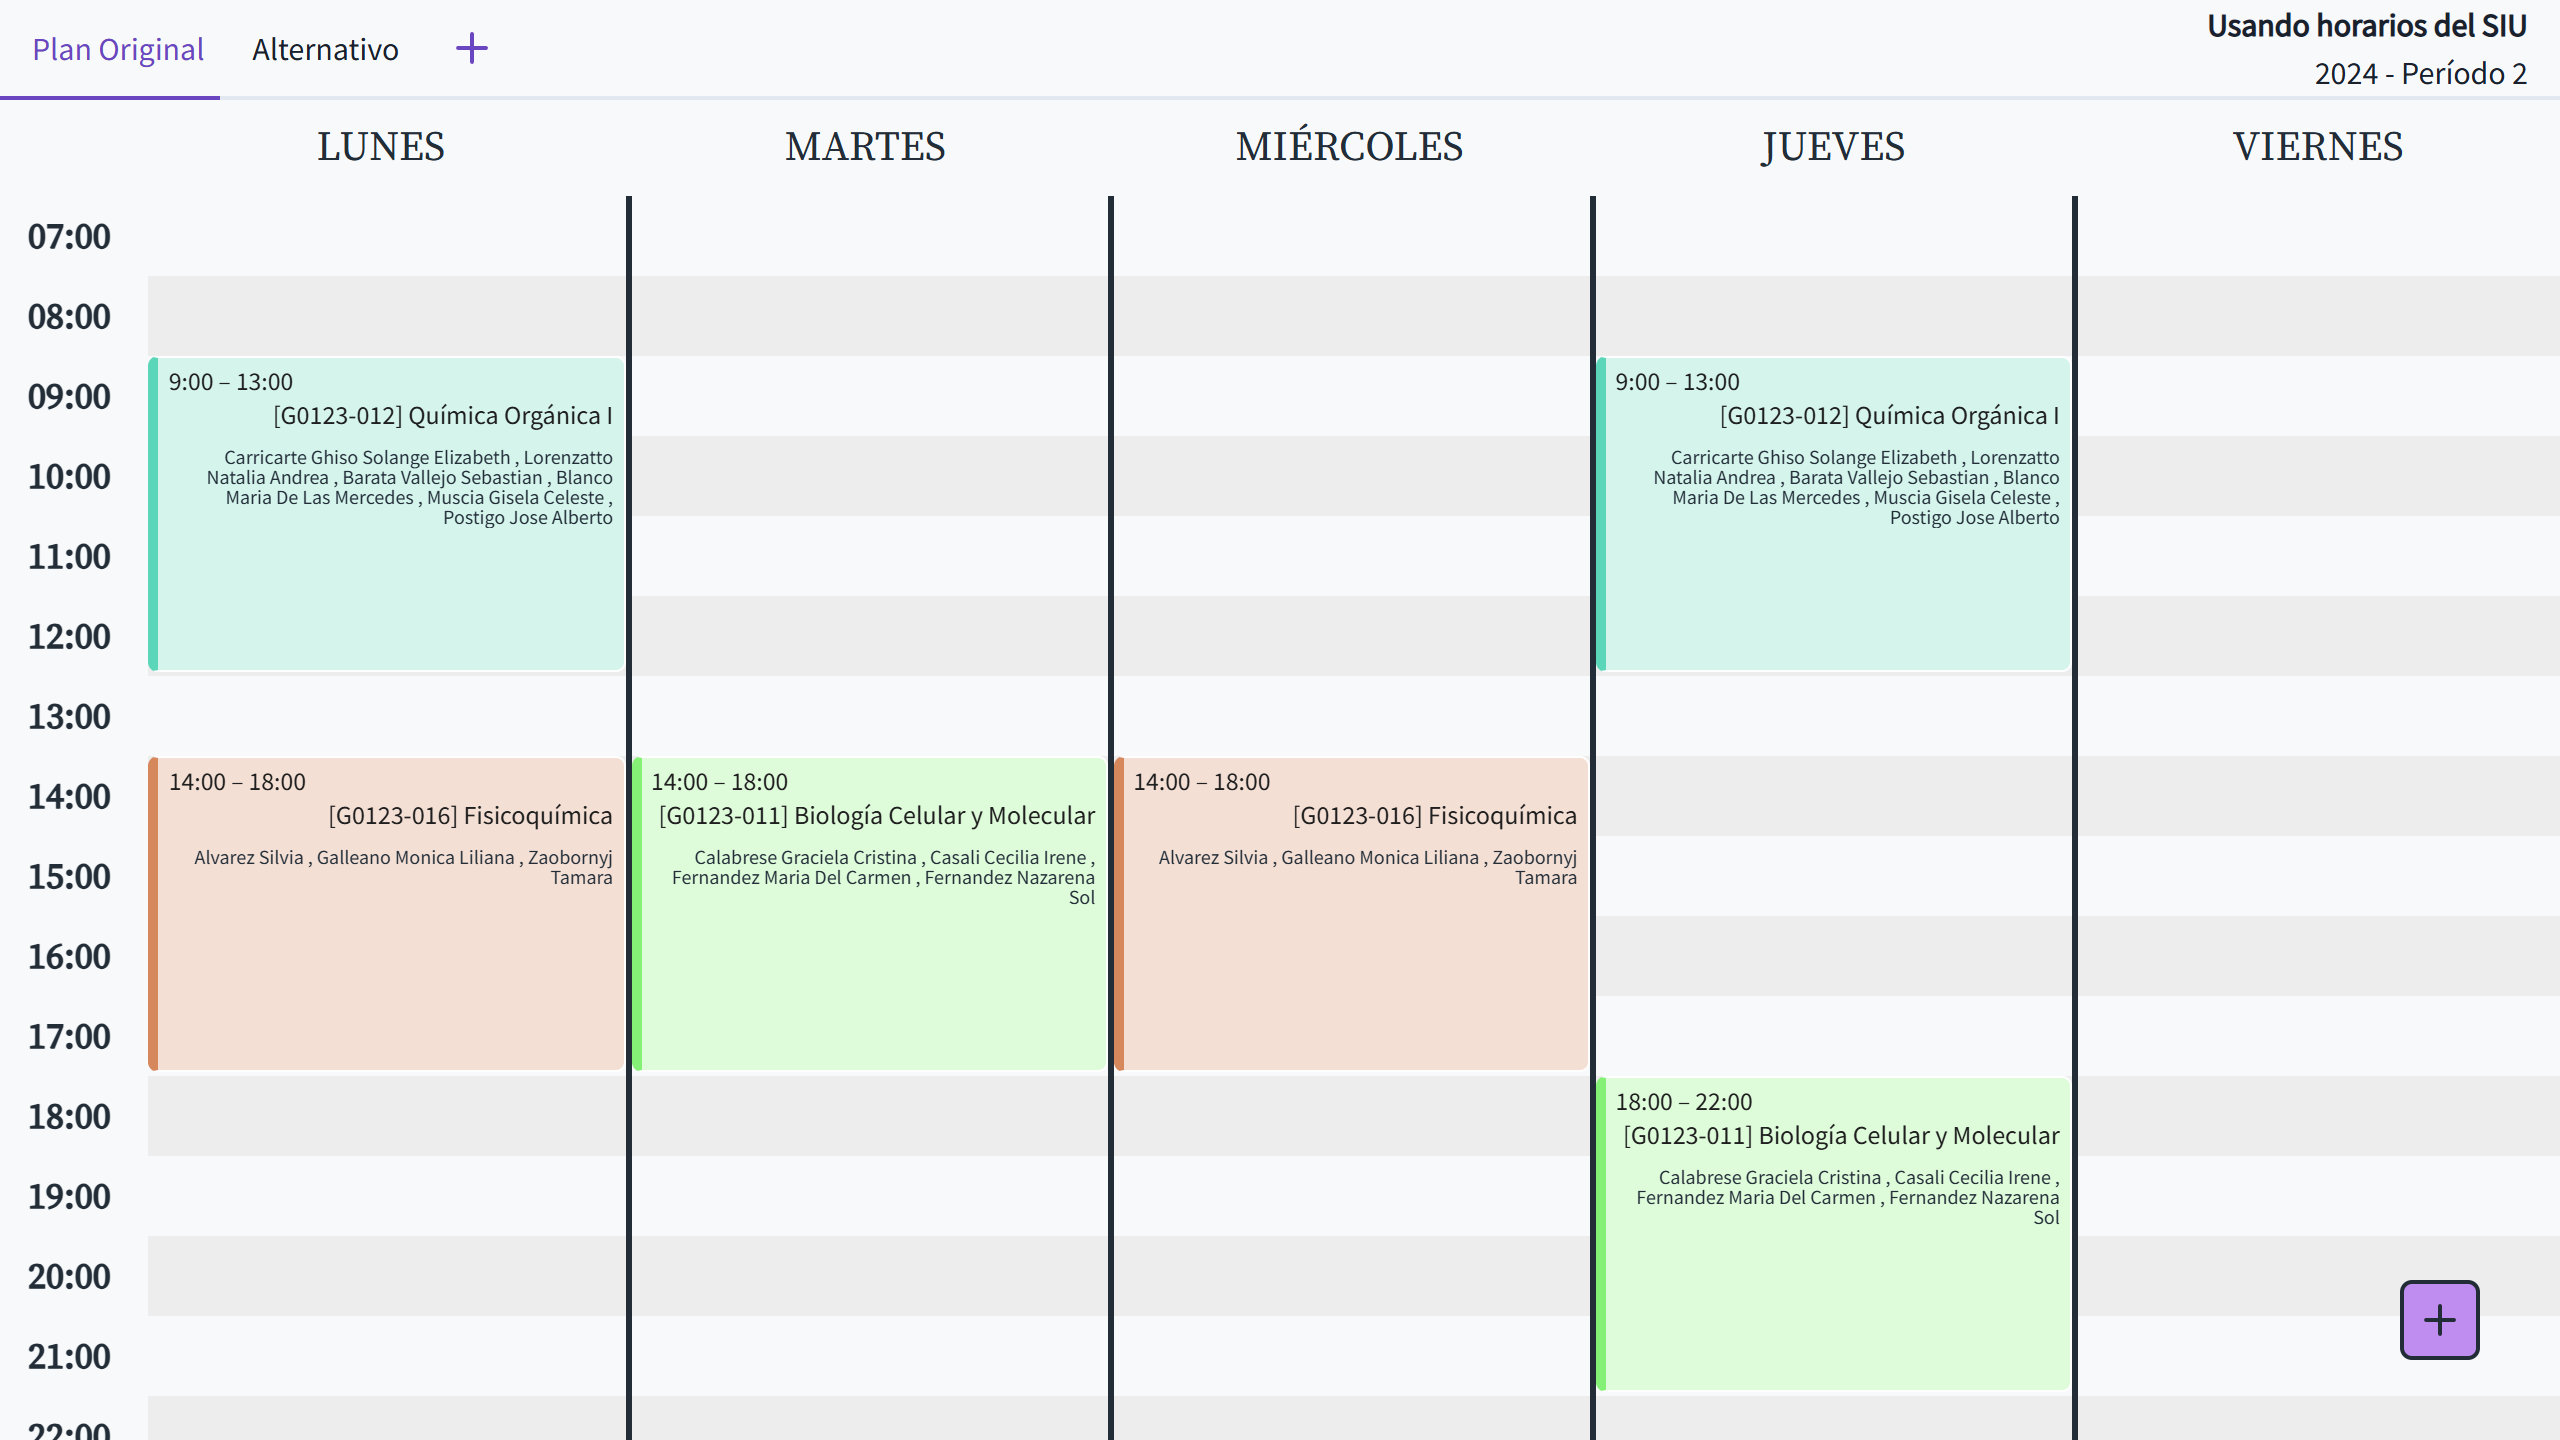 Plan Original
Alternativo
Usando horarios del SIU
2024 - Período 2
LUNES
MARTES
MIÉRCOLES
JUEVES
VIERNES
07:00
08:00
09:00
10:00
11:00
12:00
13:00
14:00
15:00
16:00
17:00
18:00
19:00
20:00
21:00
22:00
9:00 – 13:00
[G0123-012] Química Orgánica I
Carricarte Ghiso Solange Elizabeth , Lorenzatto
Natalia Andrea , Barata Vallejo Sebastian , Blanco
Maria De Las Mercedes , Muscia Gisela Celeste ,
Postigo Jose Alberto
14:00 – 18:00
[G0123-016] Fisicoquímica
Alvarez Silvia , Galleano Monica Liliana , Zaobornyj
Tamara
14:00 – 18:00
[G0123-011] Biología Celular y Molecular
Calabrese Graciela Cristina , Casali Cecilia Irene ,
Fernandez Maria Del Carmen , Fernandez Nazarena
Sol
14:00 – 18:00
[G0123-016] Fisicoquímica
Alvarez Silvia , Galleano Monica Liliana , Zaobornyj
Tamara
9:00 – 13:00
[G0123-012] Química Orgánica I
Carricarte Ghiso Solange Elizabeth , Lorenzatto
Natalia Andrea , Barata Vallejo Sebastian , Blanco
Maria De Las Mercedes , Muscia Gisela Celeste ,
Postigo Jose Alberto
18:00 – 22:00
[G0123-011] Biología Celular y Molecular
Calabrese Graciela Cristina , Casali Cecilia Irene ,
Fernandez Maria Del Carmen , Fernandez Nazarena
Sol